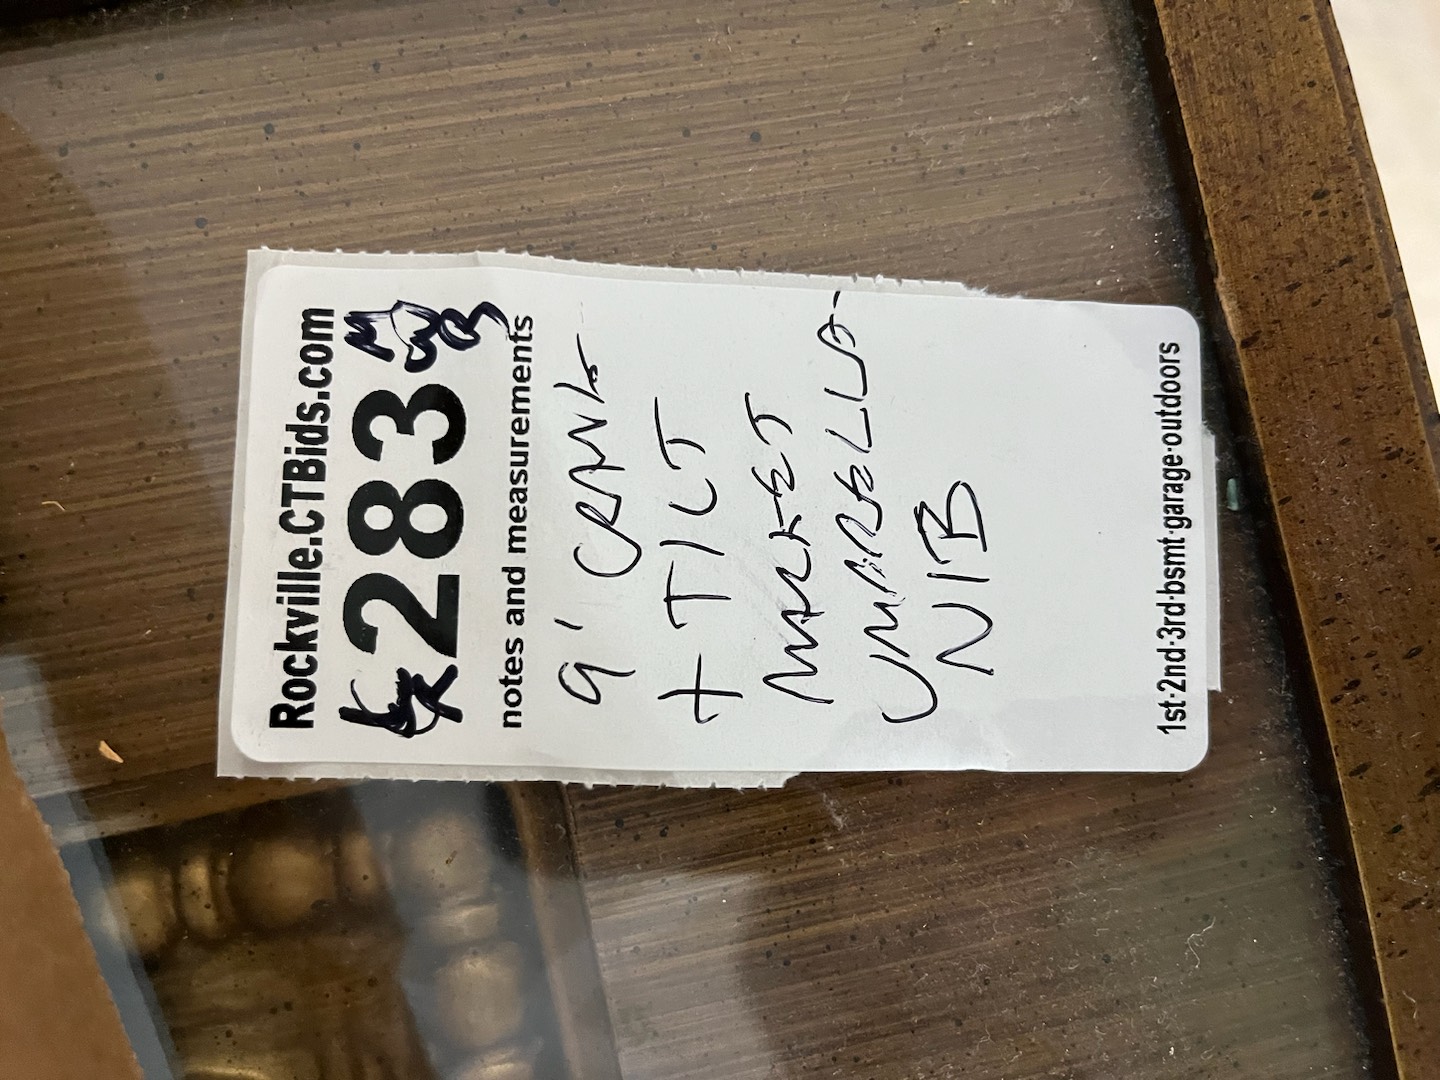 Rockville.CTBids.com
283
notes and measurements
9' CRANK
+ TILT
MARKET
UMBRELLA
NIB
1st·2nd·3rd·bsmt·garage·outdoors